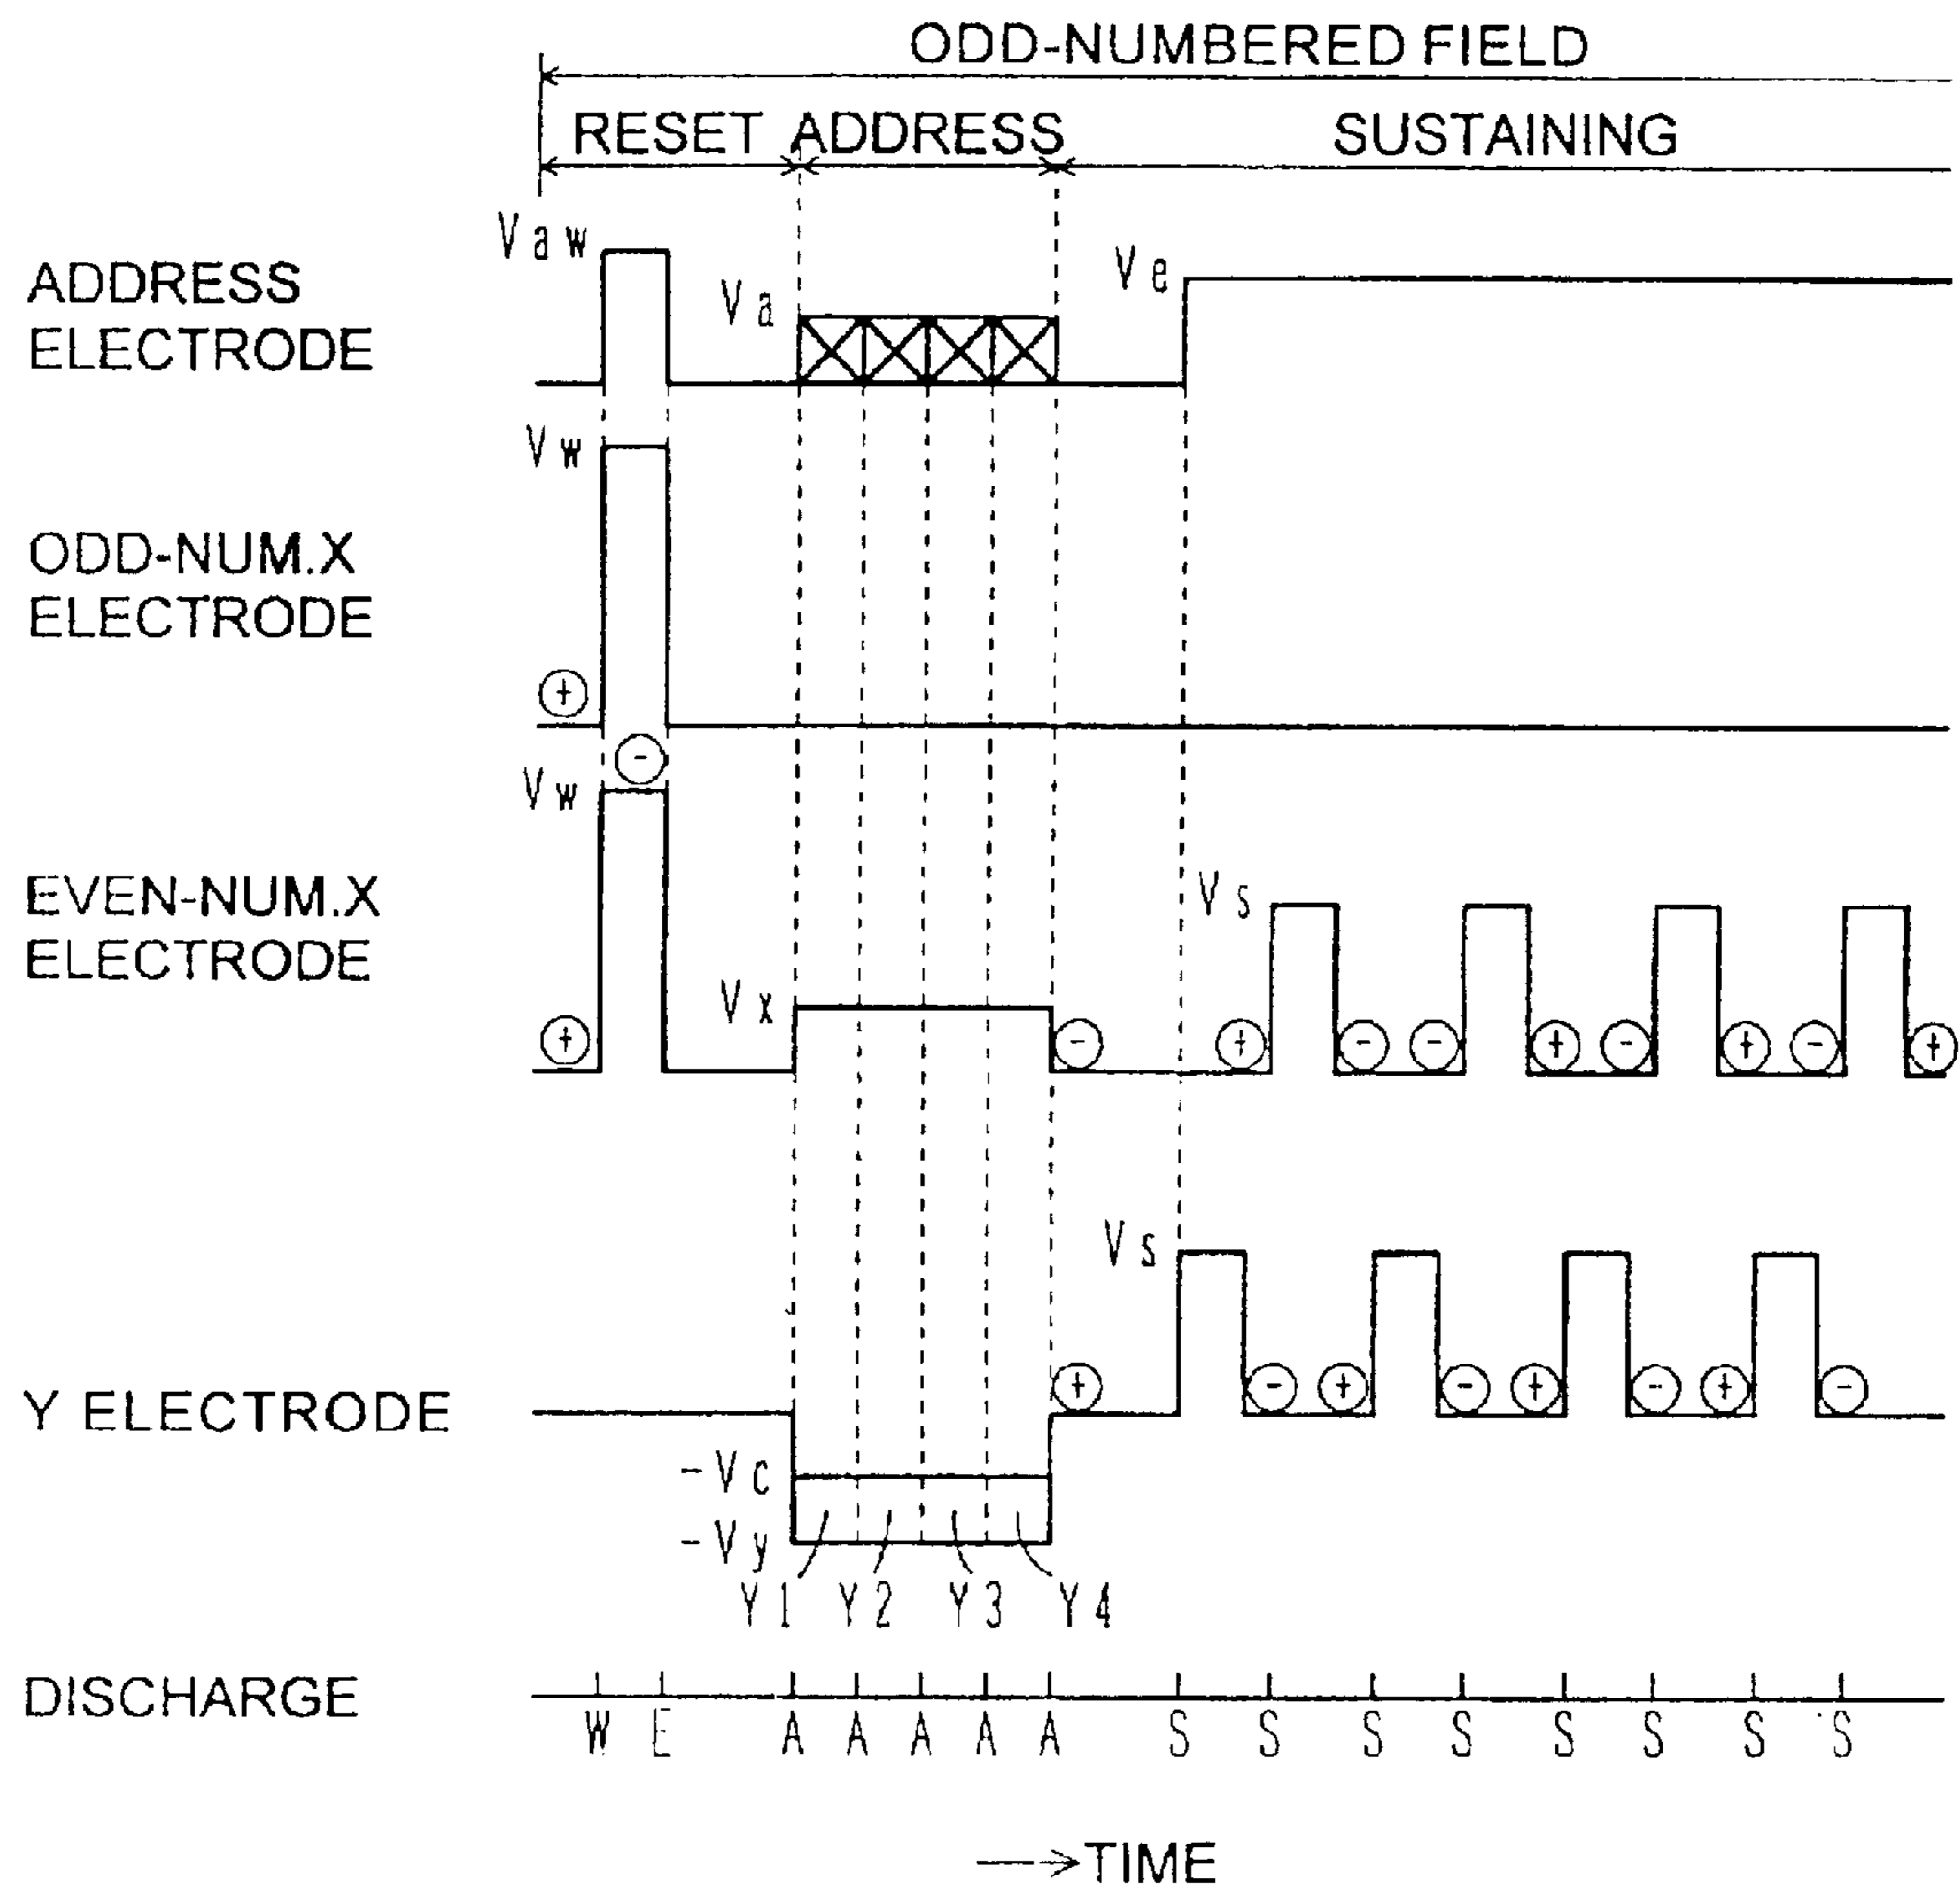 ODD-NUMBERED FIELD
RESET ADDRESS SUSTAINING
ADDRESS
ELECTRODE
Vaw
Va
Ve
ODD-NUM.X
ELECTRODE
Vw
+
-
EVEN-NUM.X
ELECTRODE
Vw
Vx
Vs
+ - + - - + - + - +
Y ELECTRODE
Vs
+ - + - + - + -
-Vc
-Vy
Y1 Y2 Y3 Y4
DISCHARGE
W E A A A A A S S S S S S S S
→TIME